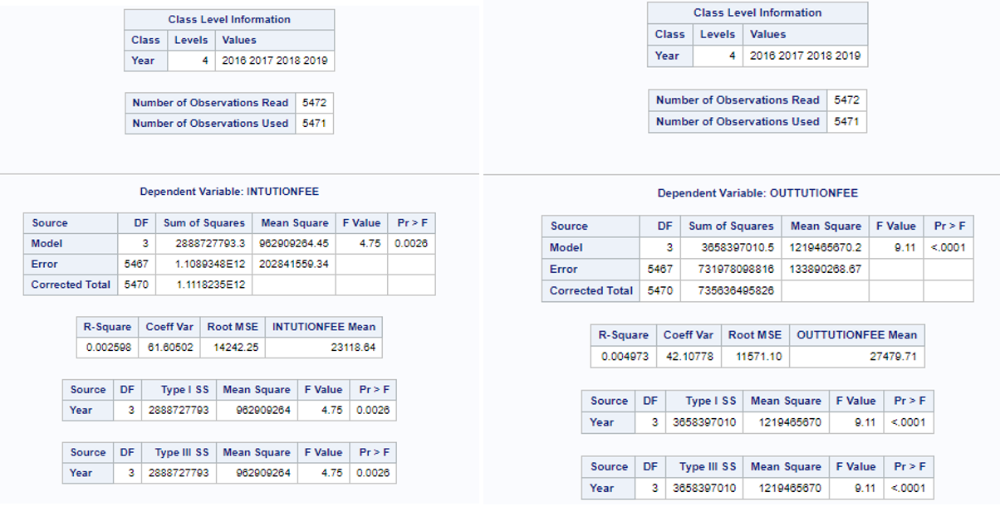 Class Level Information
Class Levels Values
Year 4 2016 2017 2018 2019
Number of Observations Read 5472
Number of Observations Used 5471
Dependent Variable: INTUTIONFEE
Source DF Sum of Squares Mean Square F Value Pr > F
Model 3 2888727793.3 962909264.45 4.75 0.0026
Error 5467 1.1089348E12 202841559.34
Corrected Total 5470 1.1118235E12
R-Square Coeff Var Root MSE INTUTIONFEE Mean
0.002598 61.60502 14242.25 23118.64
Source DF Type I SS Mean Square F Value Pr > F
Year 3 2888727793 962909264 4.75 0.0026
Source DF Type III SS Mean Square F Value Pr > F
Year 3 2888727793 962909264 4.75 0.0026
Class Level Information
Class Levels Values
Year 4 2016 2017 2018 2019
Number of Observations Read 5472
Number of Observations Used 5471
Dependent Variable: OUTTUTIONFEE
Source DF Sum of Squares Mean Square F Value Pr > F
Model 3 3658397010.5 1219465670.2 9.11 <.0001
Error 5467 731978098816 133890268.67
Corrected Total 5470 735636495826
R-Square Coeff Var Root MSE OUTTUTIONFEE Mean
0.004973 42.10778 11571.10 27479.71
Source DF Type I SS Mean Square F Value Pr > F
Year 3 3658397010 1219465670 9.11 <.0001
Source DF Type III SS Mean Square F Value Pr > F
Year 3 3658397010 1219465670 9.11 <.0001